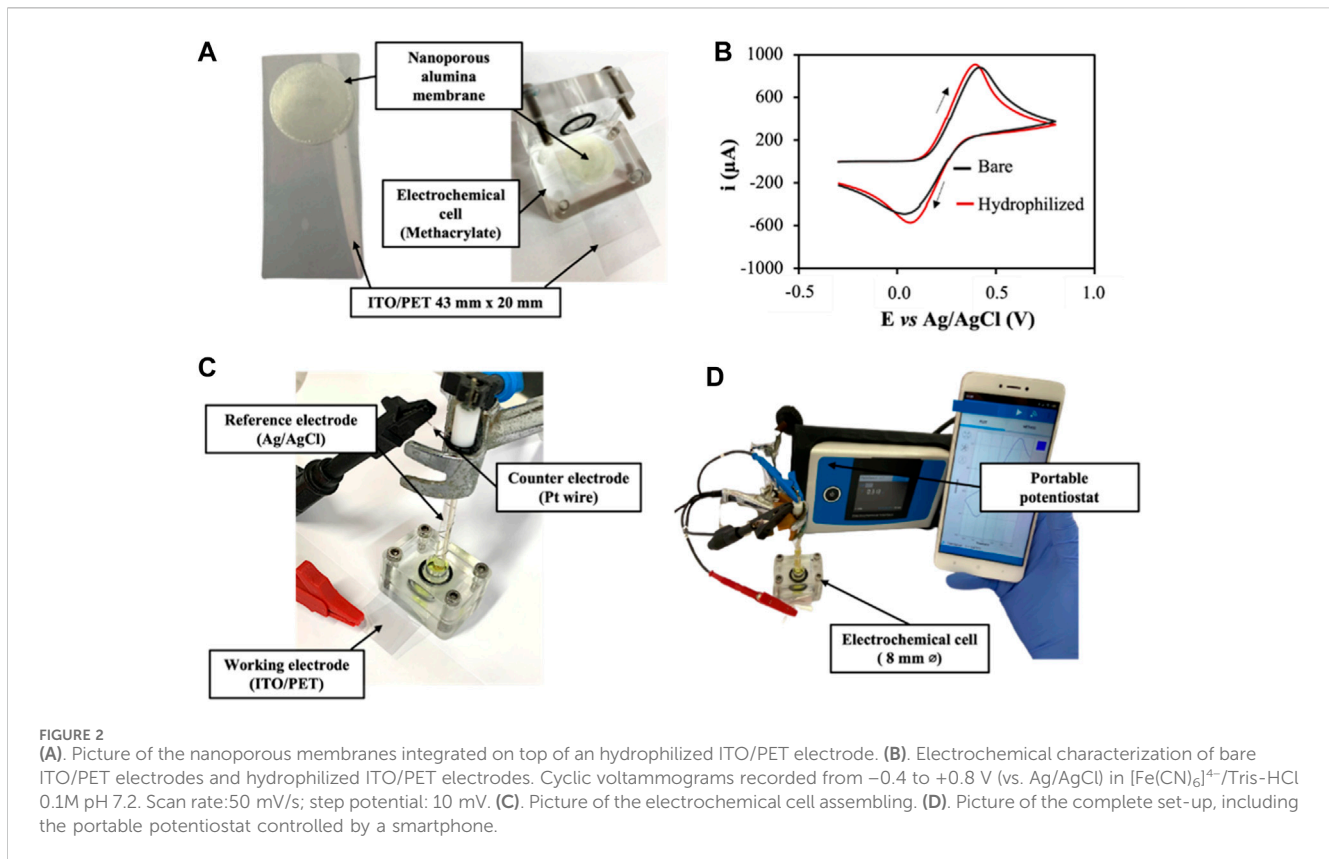 A
Nanoporous
alumina
membrane
Electrochemical
cell
(Methacrylate)
ITO/PET 43 mm x 20 mm
B
1000
600
200
-200
-600
-1000
i (µA)
Bare
Hydrophilized
-0.5
0.0
0.5
1.0
E vs Ag/AgCl (V)
C
Reference electrode
(Ag/AgCl)
Counter electrode
(Pt wire)
Working electrode
(ITO/PET)
D
Portable
potentiostat
Electrochemical cell
( 8 mm ⌀)
FIGURE 2
(A). Picture of the nanoporous membranes integrated on top of an hydrophilized ITO/PET electrode. (B). Electrochemical characterization of bare
ITO/PET electrodes and hydrophilized ITO/PET electrodes. Cyclic voltammograms recorded from −0.4 to +0.8 V (vs. Ag/AgCl) in [Fe(CN)₆]⁴⁻/Tris-HCl
0.1M pH 7.2. Scan rate:50 mV/s; step potential: 10 mV. (C). Picture of the electrochemical cell assembling. (D). Picture of the complete set-up, including
the portable potentiostat controlled by a smartphone.